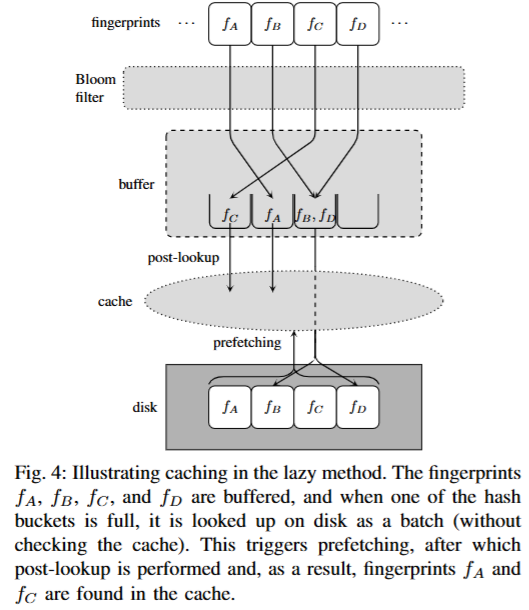 fingerprints ··· f_A f_B f_C f_D ···
Bloom
filter
buffer
f_C f_A f_B, f_D
post-lookup
cache
prefetching
disk f_A f_B f_C f_D
Fig. 4: Illustrating caching in the lazy method. The fingerprints
f_A, f_B, f_C, and f_D are buffered, and when one of the hash
buckets is full, it is looked up on disk as a batch (without
checking the cache). This triggers prefetching, after which
post-lookup is performed and, as a result, fingerprints f_A and
f_C are found in the cache.